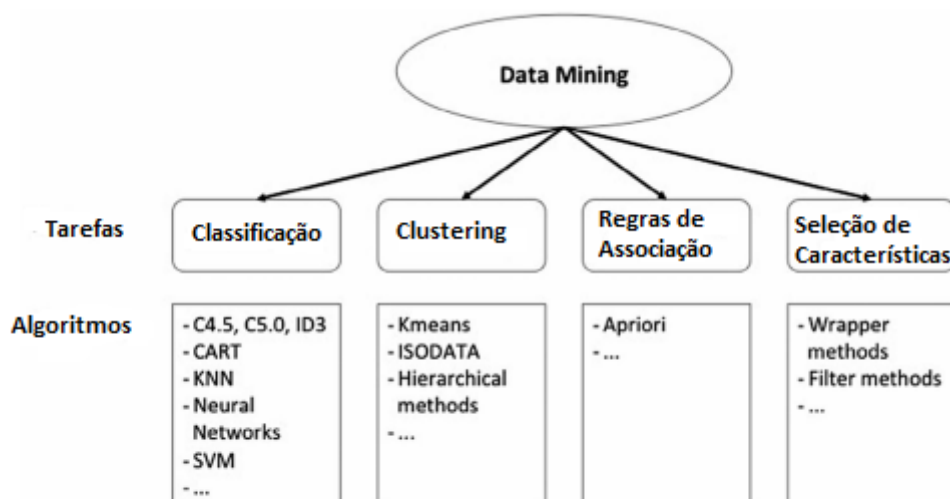 Data Mining
Tarefas
Classificação
Clustering
Regras de
Associação
Seleção de
Características
Algoritmos
- C4.5, C5.0, ID3
- CART
- KNN
- Neural
Networks
- SVM
- ...
- Kmeans
- ISODATA
- Hierarchical
methods
- ...
- Apriori
- ...
- Wrapper
methods
- Filter methods
- ...